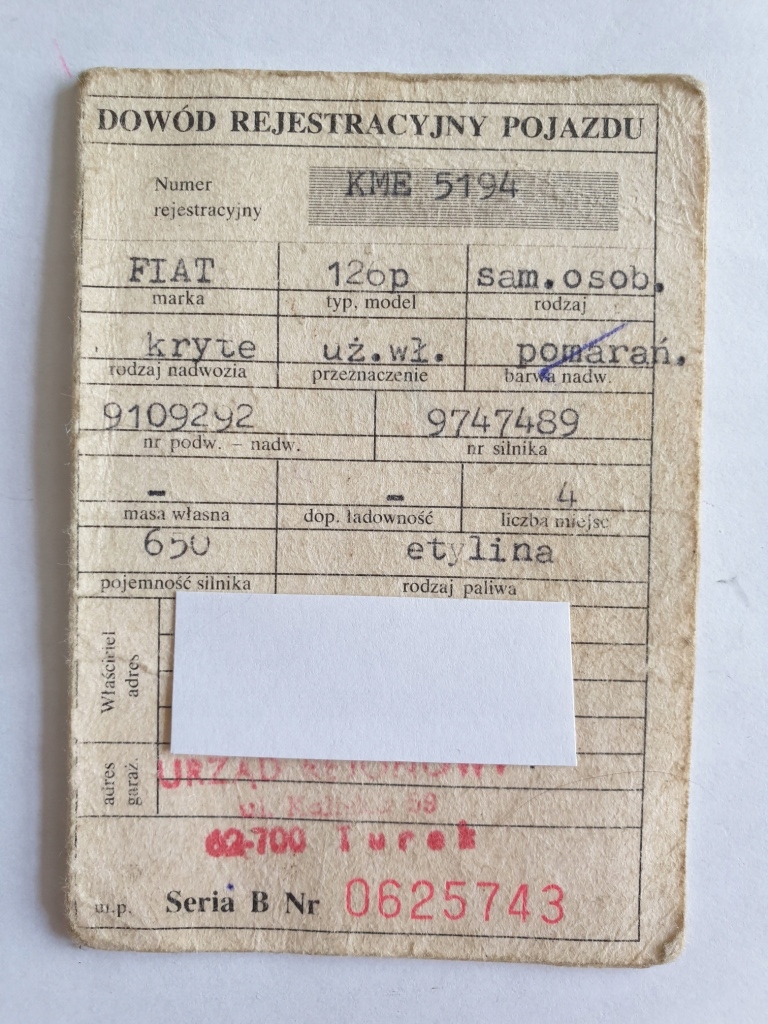 DOWÓD REJESTRACYJNY POJAZDU
Numer rejestracyjny KME 5194
FIAT 126p sam.osob.
marka typ, model rodzaj
kryte uż.wł. pomarań.
rodzaj nadwozia przeznaczenie barwa nadw.
9109292 9747489
nr podw. – nadw. nr silnika
– – 4
masa własna dop. ładowność liczba miejsc
650 etylina
pojemność silnika rodzaj paliwa
Właściciel adres
adres garaż.
URZĄD REJONOWY
ul.
62-700 Turek
m.p. Seria B Nr 0625743